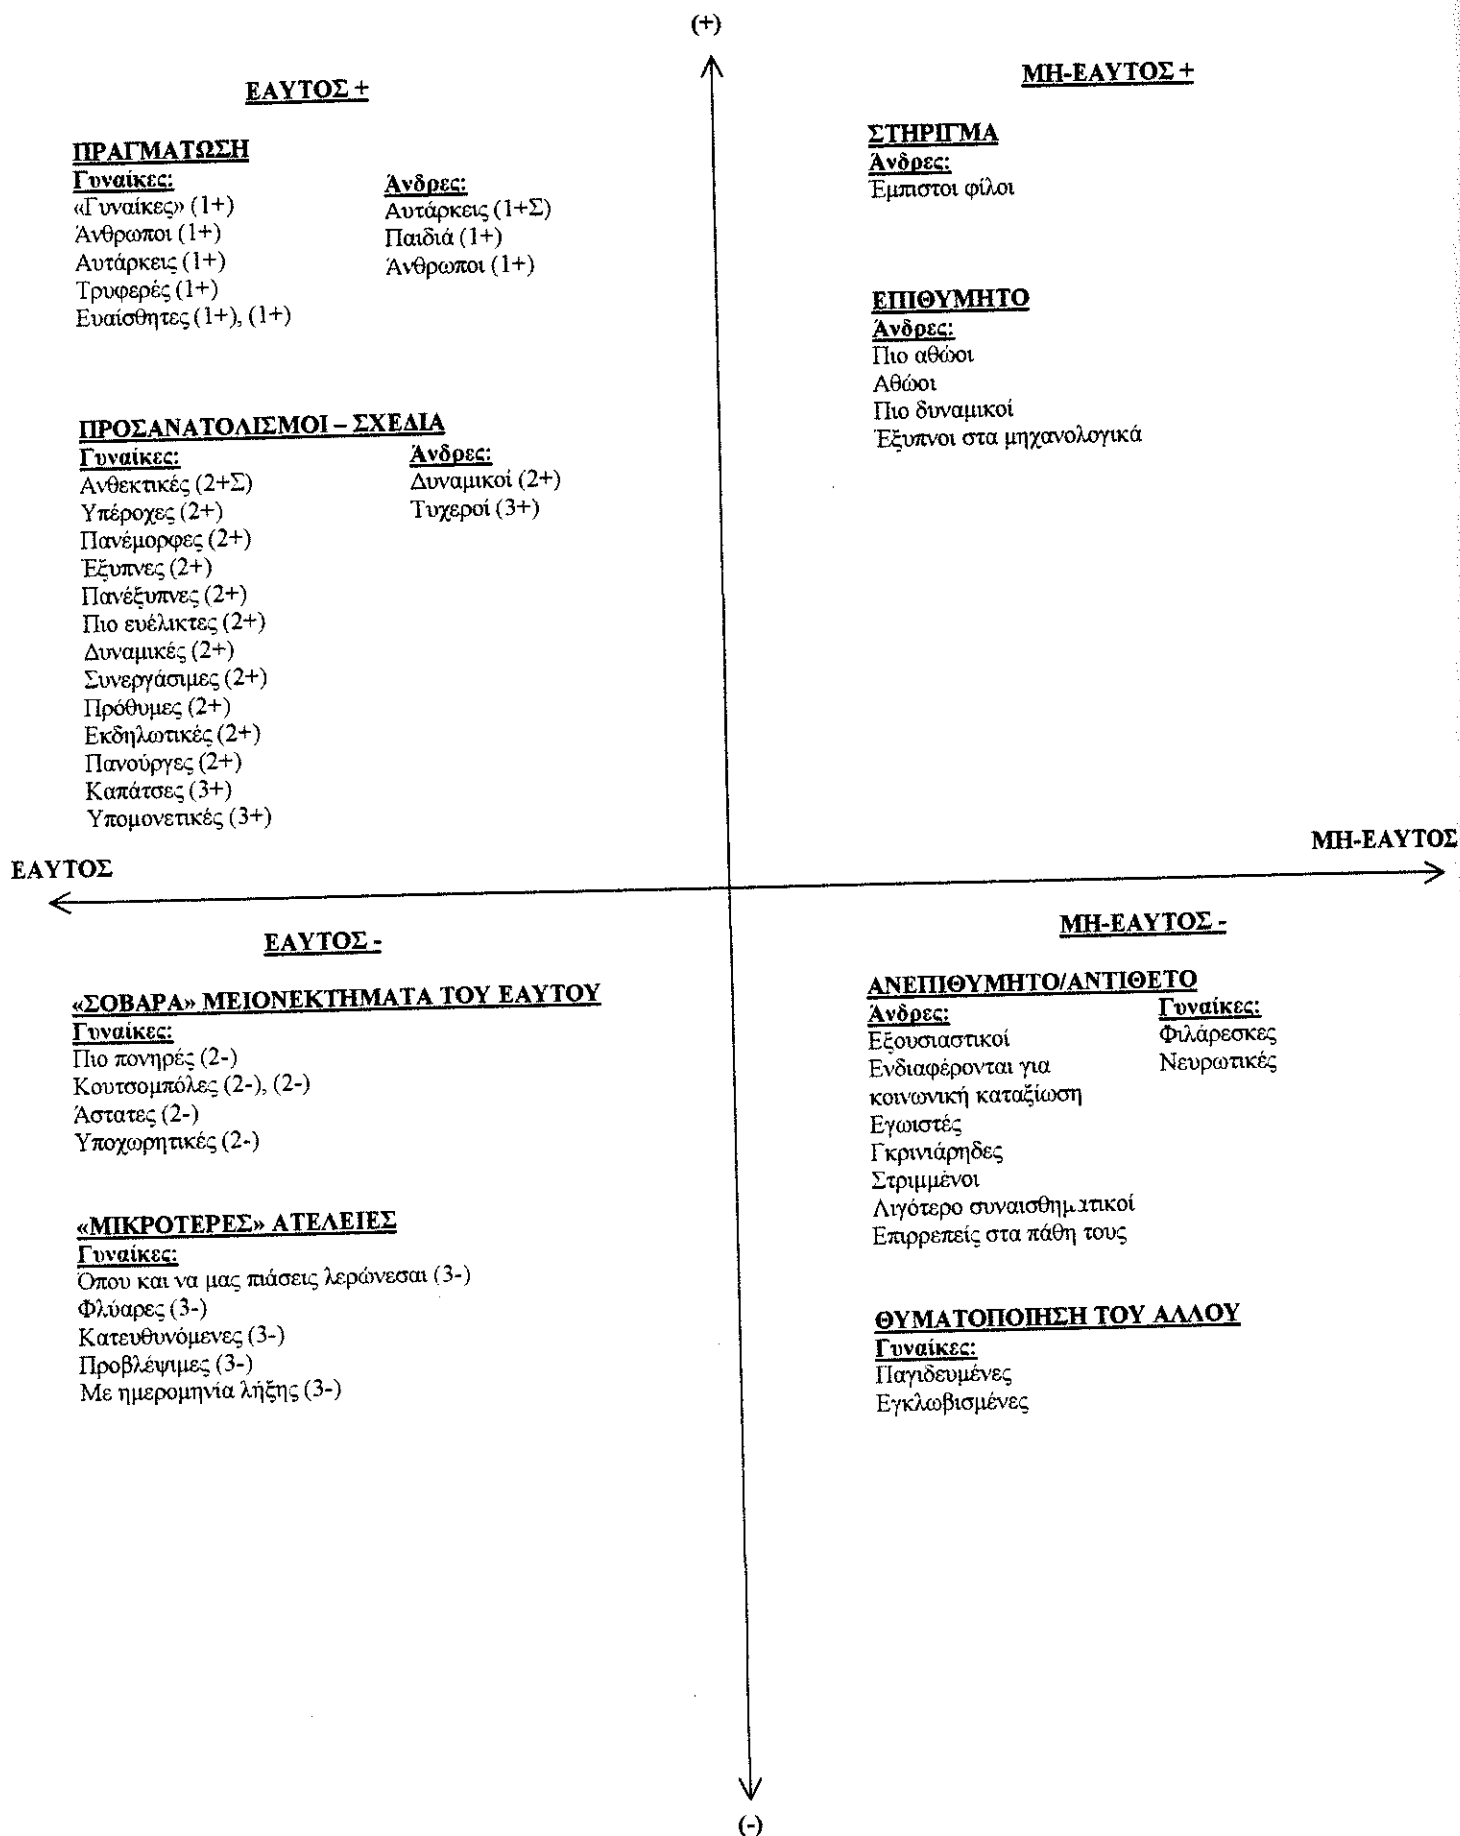 (+)
ΕΑΥΤΟΣ +
ΠΡΑΓΜΑΤΩΣΗ
Γυναίκες:
«Γυναίκες» (1+)
Άνθρωποι (1+)
Αυτάρκεις (1+)
Τρυφερές (1+)
Ευαίσθητες (1+), (1+)
Άνδρες:
Αυτάρκεις (1+Σ)
Παιδιά (1+)
Άνθρωποι (1+)
ΠΡΟΣΑΝΑΤΟΛΙΣΜΟΙ – ΣΧΕΔΙΑ
Γυναίκες:
Ανθεκτικές (2+Σ)
Υπέροχες (2+)
Πανέμορφες (2+)
Έξυπνες (2+)
Πανέξυπνες (2+)
Πιο ευέλικτες (2+)
Δυναμικές (2+)
Συνεργάσιμες (2+)
Πρόθυμες (2+)
Εκδηλωτικές (2+)
Πανούργες (2+)
Καπάτσες (3+)
Υπομονετικές (3+)
Άνδρες:
Δυναμικοί (2+)
Τυχεροί (3+)
ΜΗ-ΕΑΥΤΟΣ +
ΣΤΗΡΙΓΜΑ
Άνδρες:
Έμπιστοι φίλοι
ΕΠΙΘΥΜΗΤΟ
Άνδρες:
Πιο αθώοι
Αθώοι
Πιο δυναμικοί
Έξυπνοι στα μηχανολογικά
ΕΑΥΤΟΣ
ΜΗ-ΕΑΥΤΟΣ
ΕΑΥΤΟΣ -
«ΣΟΒΑΡΑ» ΜΕΙΟΝΕΚΤΗΜΑΤΑ ΤΟΥ ΕΑΥΤΟΥ
Γυναίκες:
Πιο πονηρές (2-)
Κουτσομπόλες (2-), (2-)
Άστατες (2-)
Υποχωρητικές (2-)
«ΜΙΚΡΟΤΕΡΕΣ» ΑΤΕΛΕΙΕΣ
Γυναίκες:
Όπου και να μας πιάσεις λερώνεσαι (3-)
Φλύαρες (3-)
Κατευθυνόμενες (3-)
Προβλέψιμες (3-)
Με ημερομηνία λήξης (3-)
ΜΗ-ΕΑΥΤΟΣ -
ΑΝΕΠΙΘΥΜΗΤΟ/ΑΝΤΙΘΕΤΟ
Άνδρες:
Εξουσιαστικοί
Ενδιαφέρονται για
κοινωνική καταξίωση
Εγωιστές
Γκρινιάρηδες
Στριμμένοι
Λιγότερο συναισθηματικοί
Επιρρεπείς στα πάθη τους
Γυναίκες:
Φιλάρεσκες
Νευρωτικές
ΘΥΜΑΤΟΠΟΙΗΣΗ ΤΟΥ ΑΛΛΟΥ
Γυναίκες:
Παγιδευμένες
Εγκλωβισμένες
(-)